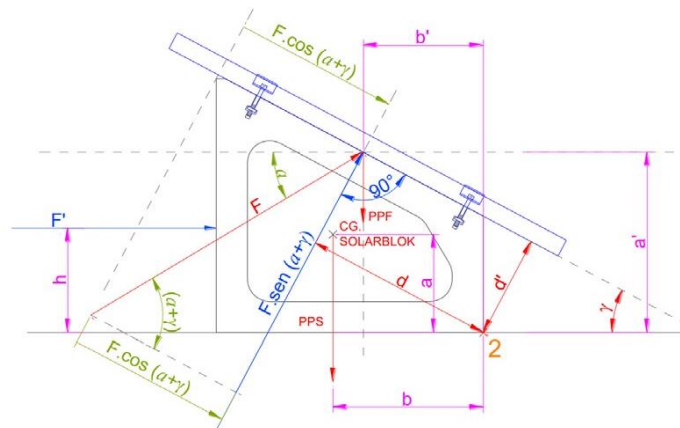 F.cos (α+γ)
b'
α
F
90°
PPF
F'
CG.
SOLARBLOK
a'
h
F.sen (α+γ)
a
d
d'
(α+γ)
γ
PPS
2
F.cos (α+γ)
b